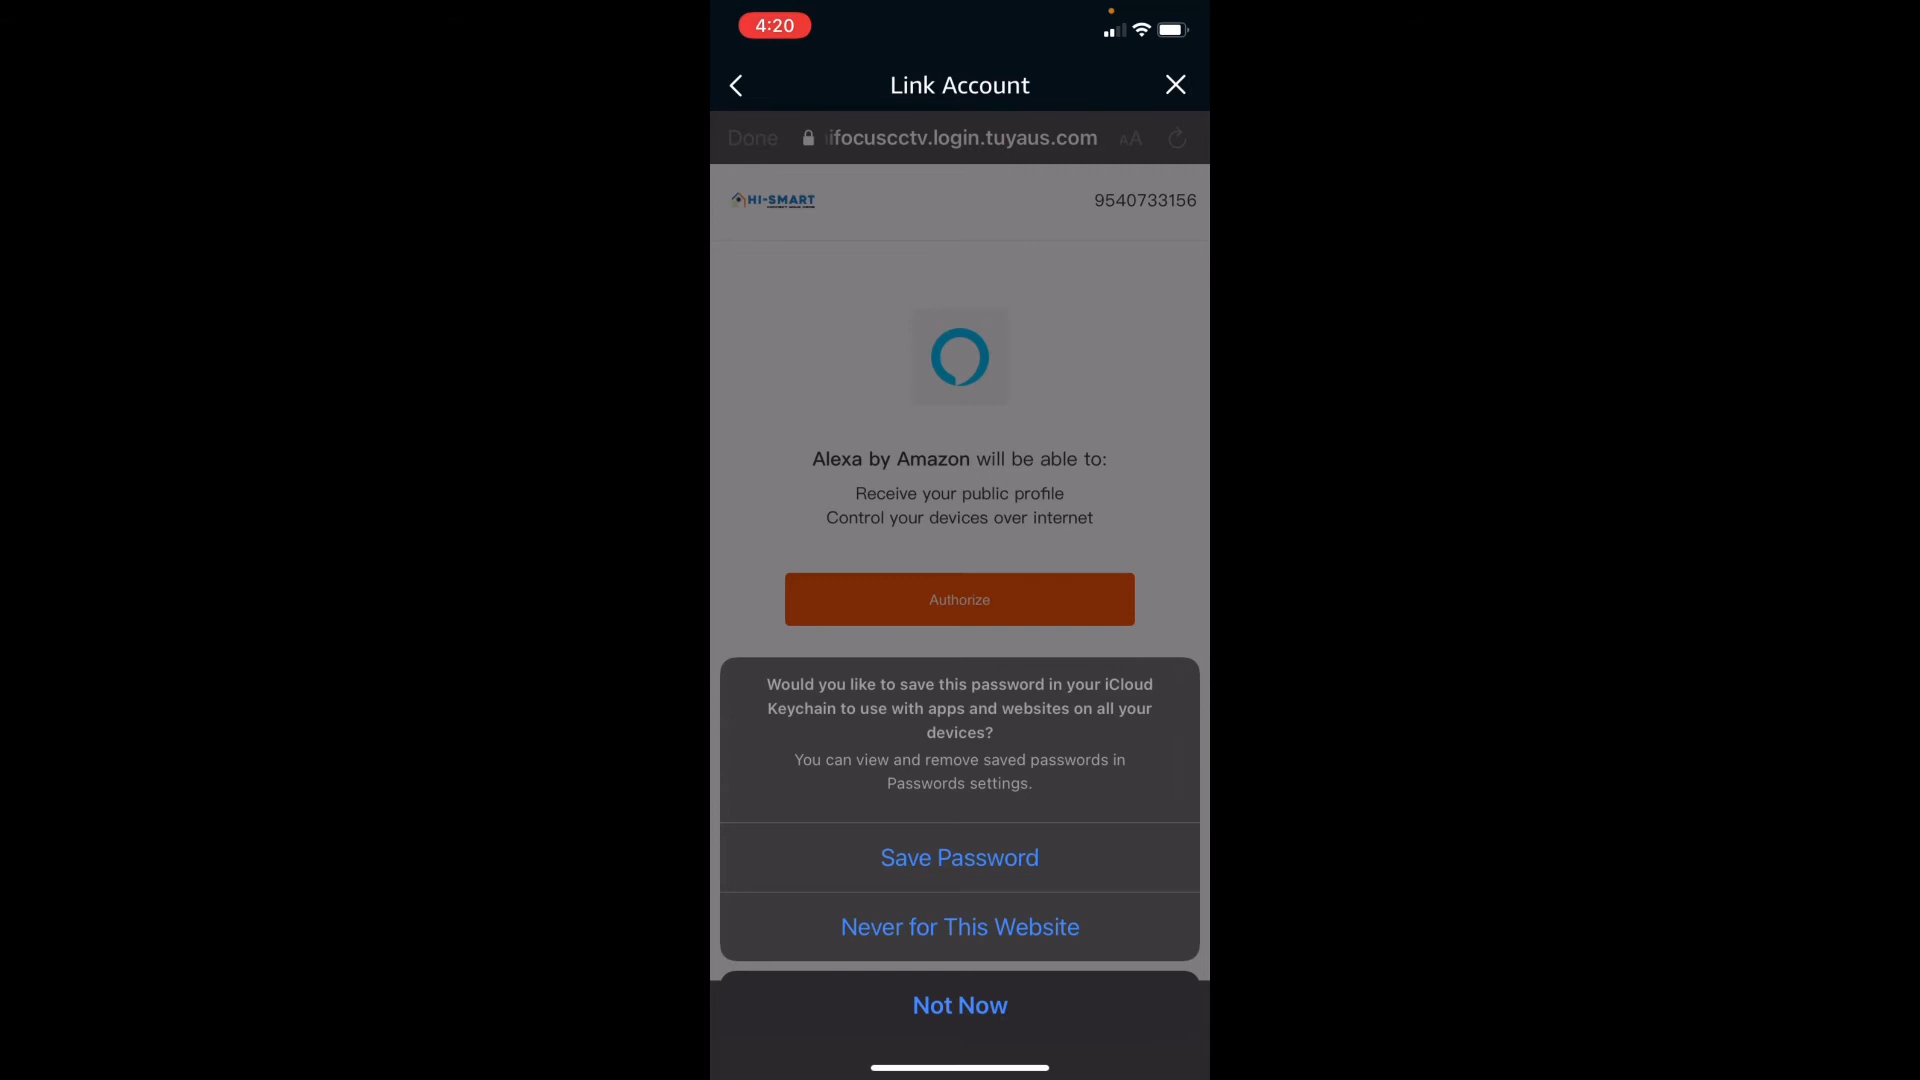 4:20
Link Account
Done
ifocuscctv.login.tuyaus.com
AA
HI-SMART
9540733156
Alexa by Amazon will be able to:
Receive your public profile
Control your devices over internet
Authorize
Would you like to save this password in your iCloud
Keychain to use with apps and websites on all your
devices?
You can view and remove saved passwords in
Passwords settings.
Save Password
Never for This Website
Not Now